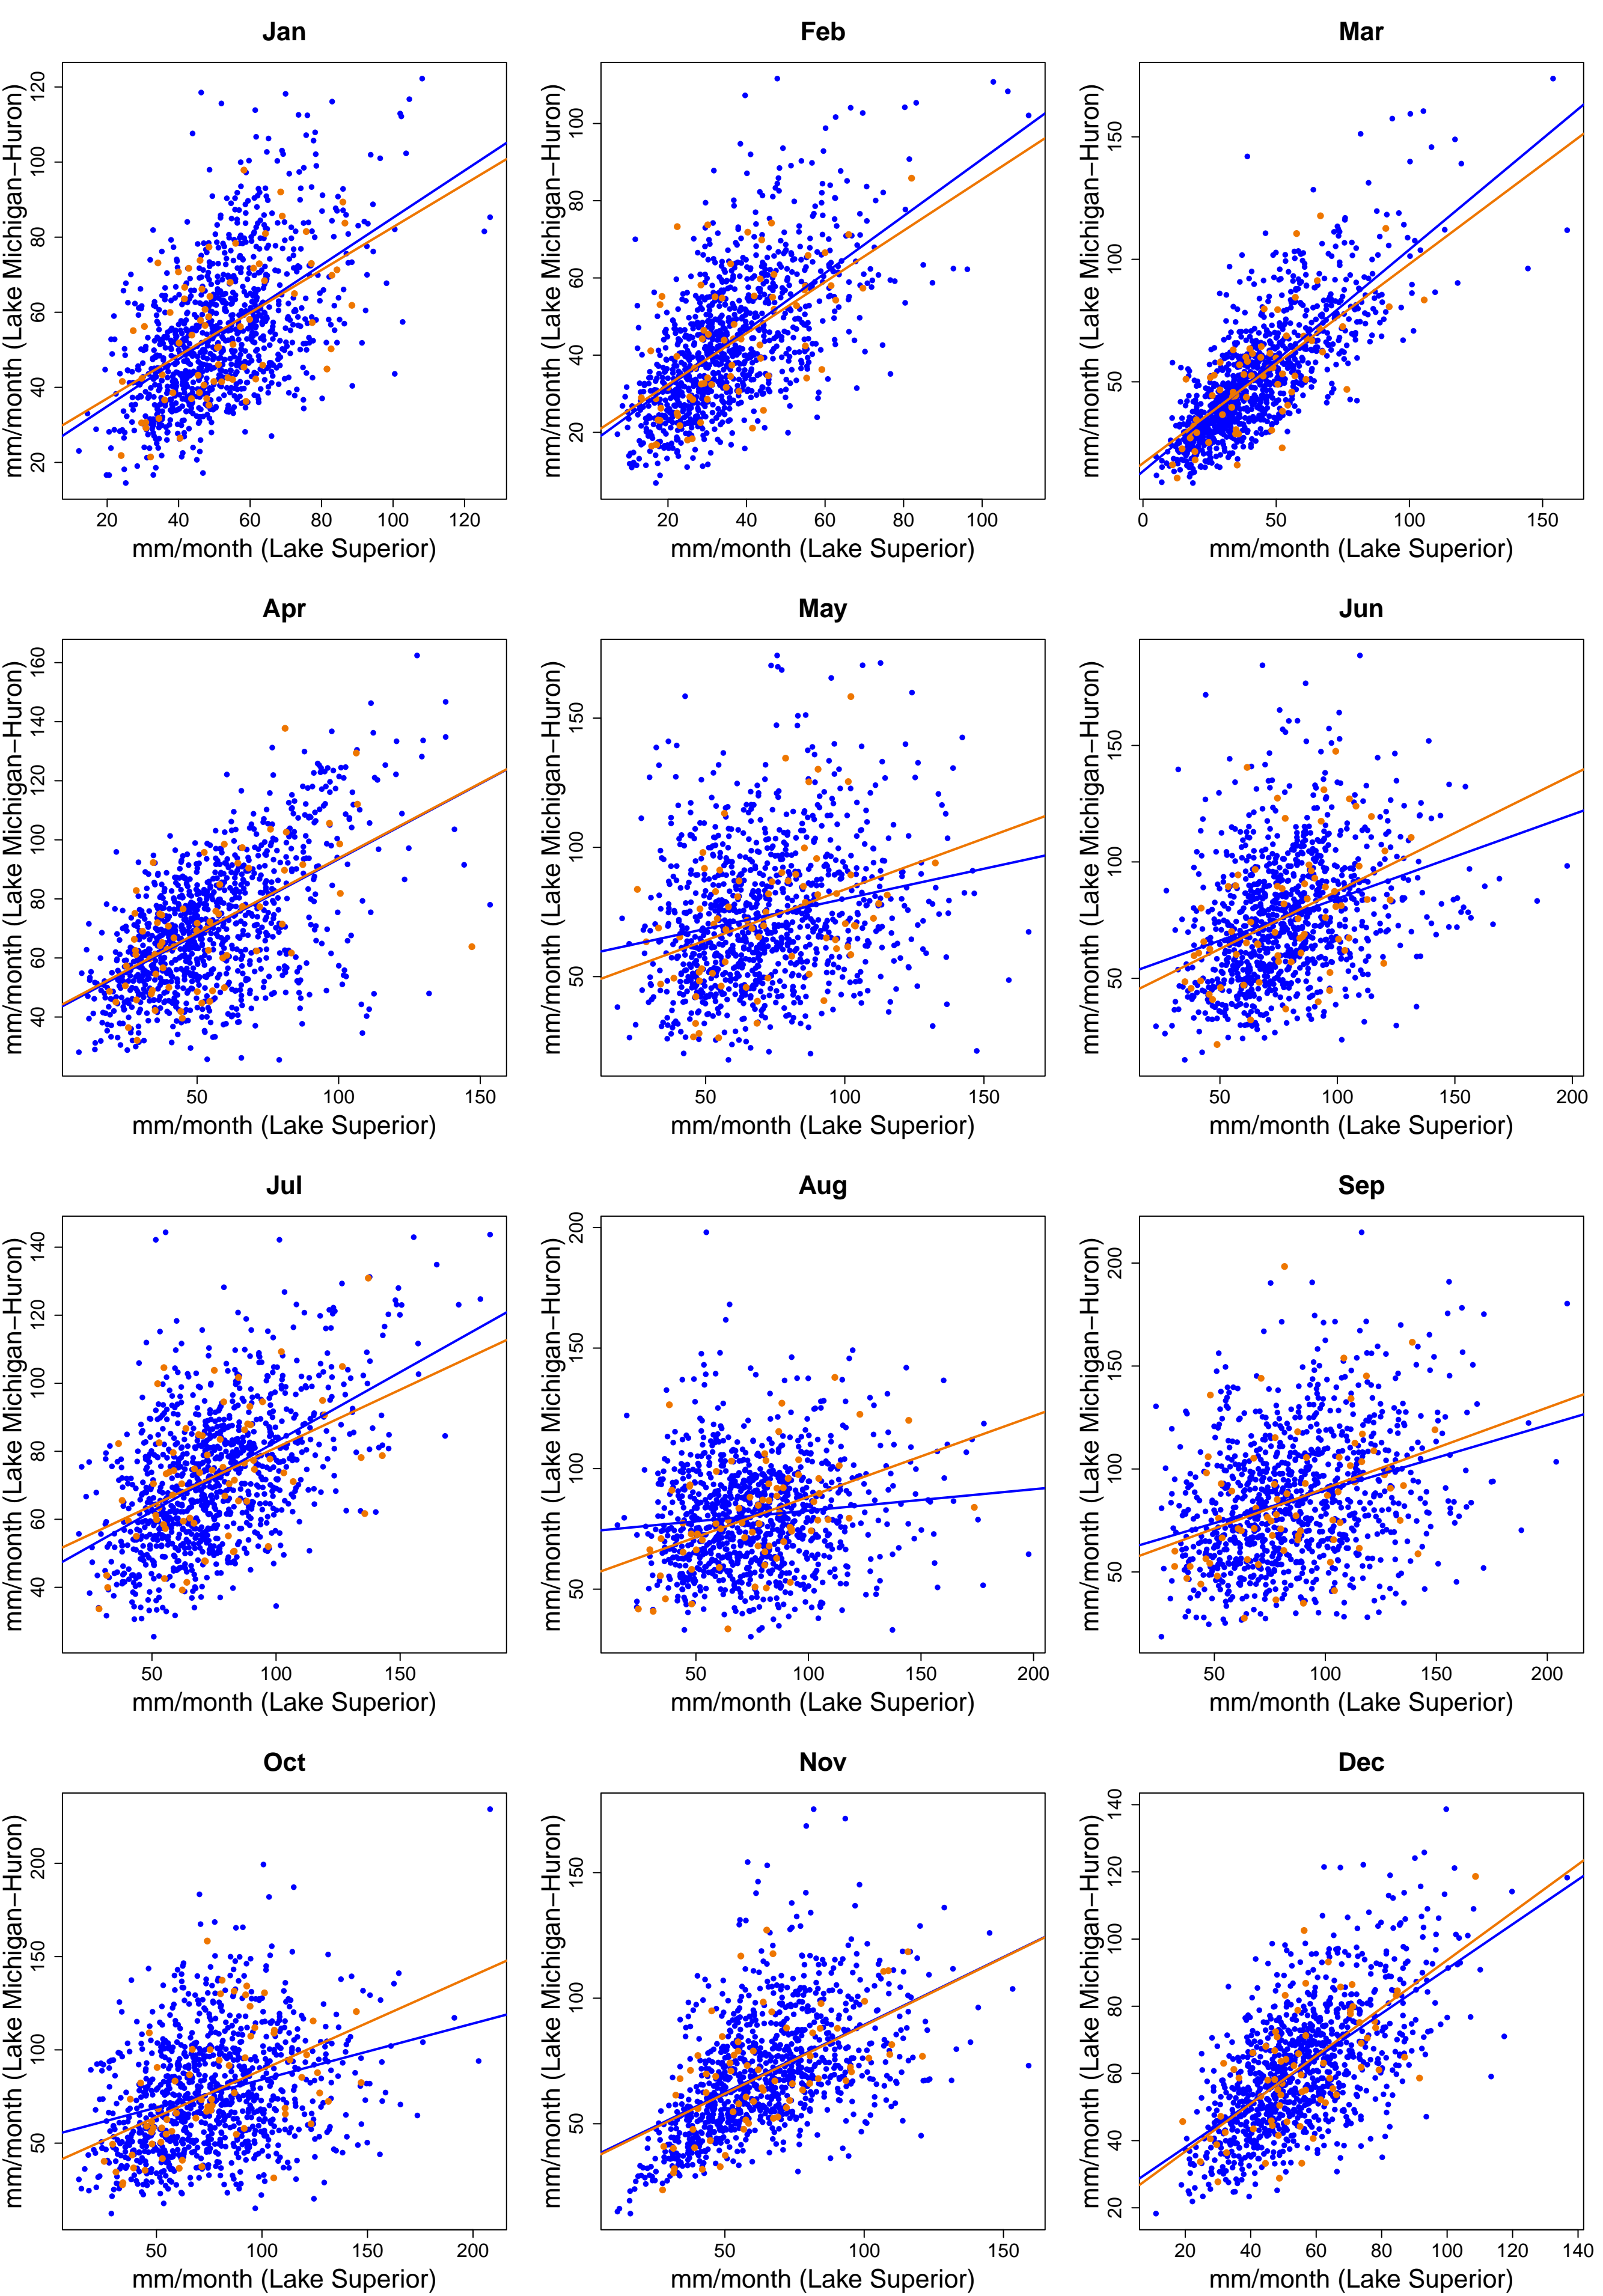 Jan
mm/month (Lake Michigan−Huron)
20 40 60 80 100 120
20 40 60 80 100 120
mm/month (Lake Superior)
Feb
mm/month (Lake Michigan−Huron)
20 40 60 80 100
20 40 60 80 100
mm/month (Lake Superior)
Mar
mm/month (Lake Michigan−Huron)
50 100 150
0 50 100 150
mm/month (Lake Superior)
Apr
mm/month (Lake Michigan−Huron)
40 60 80 100 120 140 160
50 100 150
mm/month (Lake Superior)
May
mm/month (Lake Michigan−Huron)
50 100 150
50 100 150
mm/month (Lake Superior)
Jun
mm/month (Lake Michigan−Huron)
50 100 150
50 100 150 200
mm/month (Lake Superior)
Jul
mm/month (Lake Michigan−Huron)
40 60 80 100 120 140
50 100 150
mm/month (Lake Superior)
Aug
mm/month (Lake Michigan−Huron)
50 100 150 200
50 100 150 200
mm/month (Lake Superior)
Sep
mm/month (Lake Michigan−Huron)
50 100 150 200
50 100 150 200
mm/month (Lake Superior)
Oct
mm/month (Lake Michigan−Huron)
50 100 150 200
50 100 150 200
mm/month (Lake Superior)
Nov
mm/month (Lake Michigan−Huron)
50 100 150
50 100 150
mm/month (Lake Superior)
Dec
mm/month (Lake Michigan−Huron)
20 40 60 80 100 120 140
20 40 60 80 100 120 140
mm/month (Lake Superior)